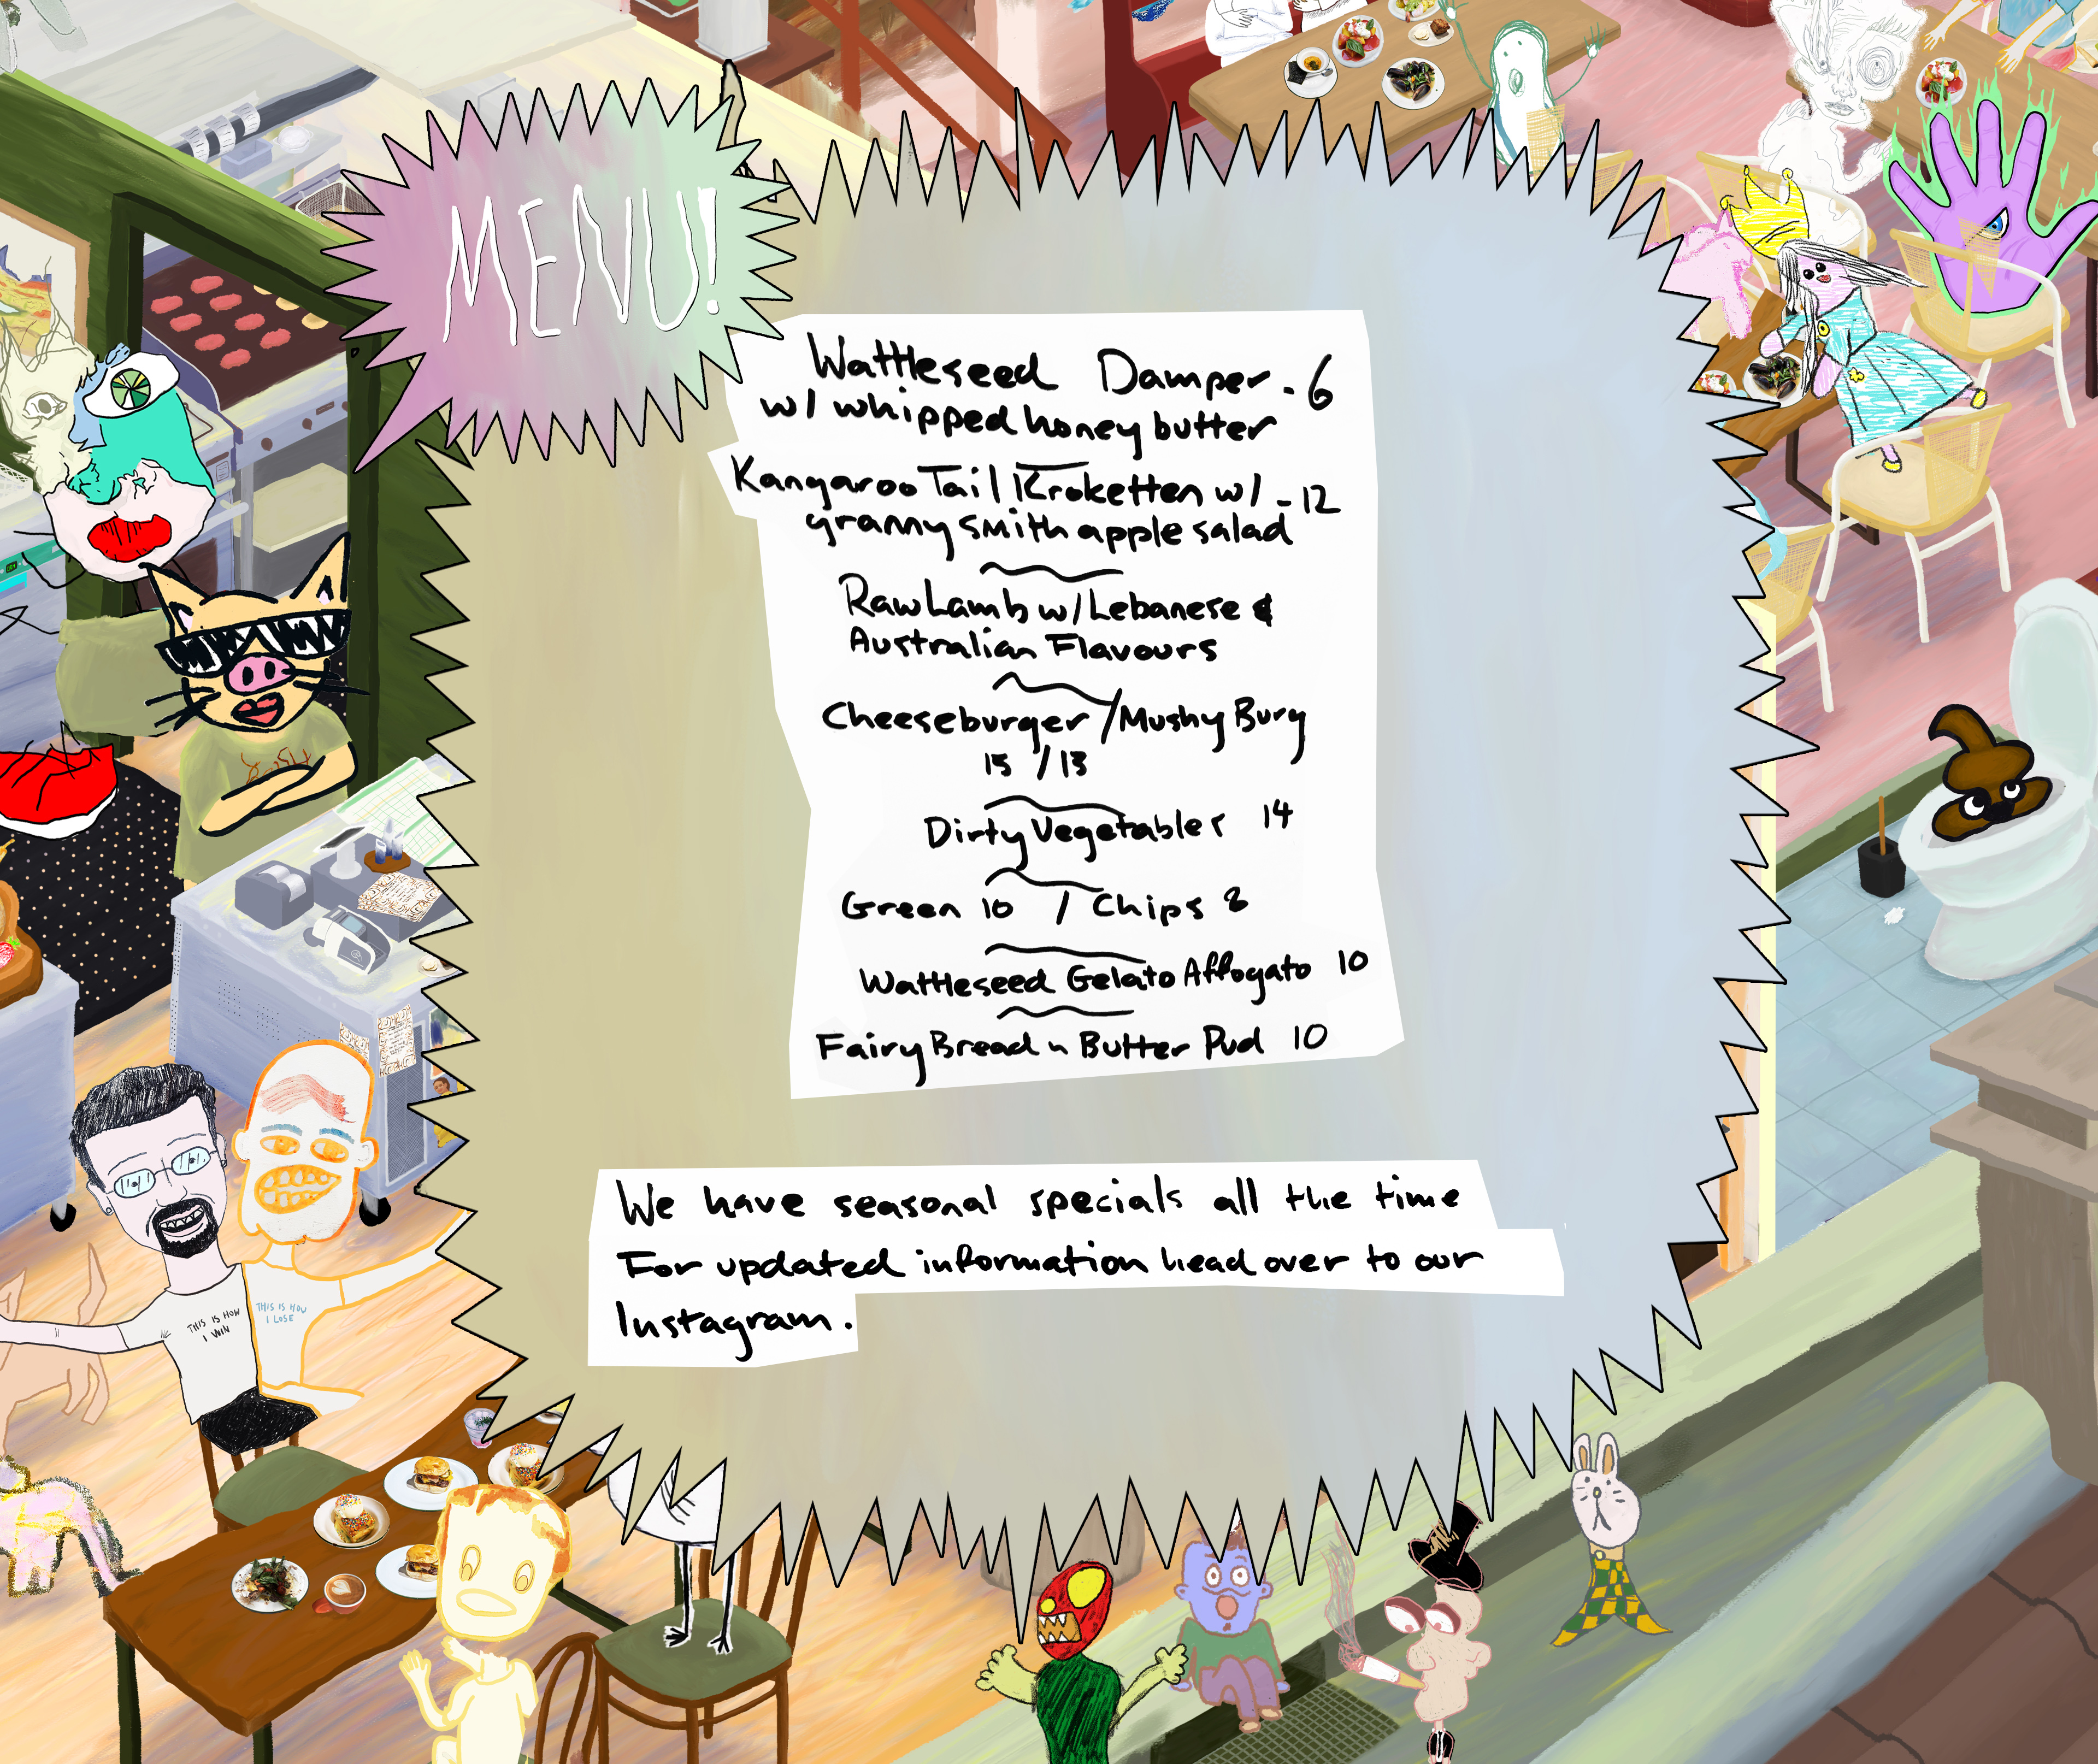 MENU!
Wattleseed Damper - 6
w/ whipped honey butter
Kangaroo Tail Kroketten w/ - 12
granny smith apple salad
Raw Lamb w/ Lebanese &
Australian Flavours
Cheeseburger / Mushy Burg
15 / 13
Dirty Vegetables 14
Green 10 / Chips 8
Wattleseed Gelato Affogato 10
Fairy Bread n Butter Pud 10
We have seasonal specials all the time
For updated information head over to our
Instagram.
THIS IS HOW
I WIN
THIS IS HOW
I LOSE